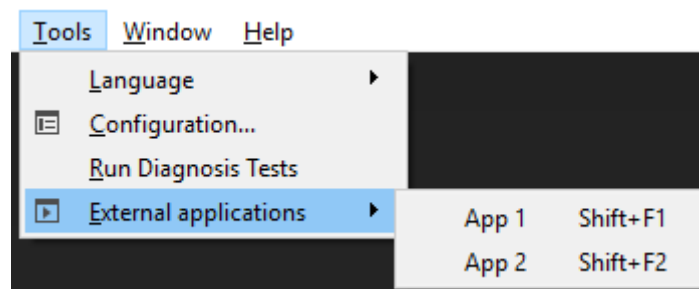 Tools Window Help
Language
Configuration...
Run Diagnosis Tests
External applications
App 1 Shift+F1
App 2 Shift+F2